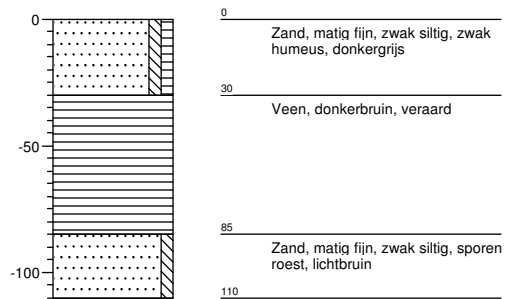 0
-50
-100
0
Zand, matig fijn, zwak siltig, zwak
humeus, donkergrijs
30
Veen, donkerbruin, veraard
85
Zand, matig fijn, zwak siltig, sporen
roest, lichtbruin
110